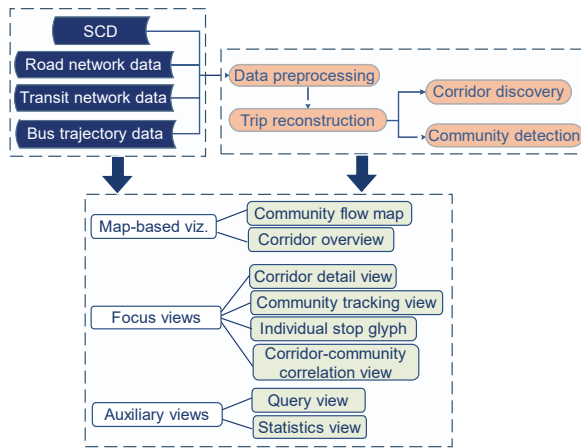 SCD
Road network data
Transit network data
Bus trajectory data
Data preprocessing
Trip reconstruction
Corridor discovery
Community detection
Map-based viz.
Community flow map
Corridor overview
Focus views
Corridor detail view
Community tracking view
Individual stop glyph
Corridor-community
correlation view
Auxiliary views
Query view
Statistics view